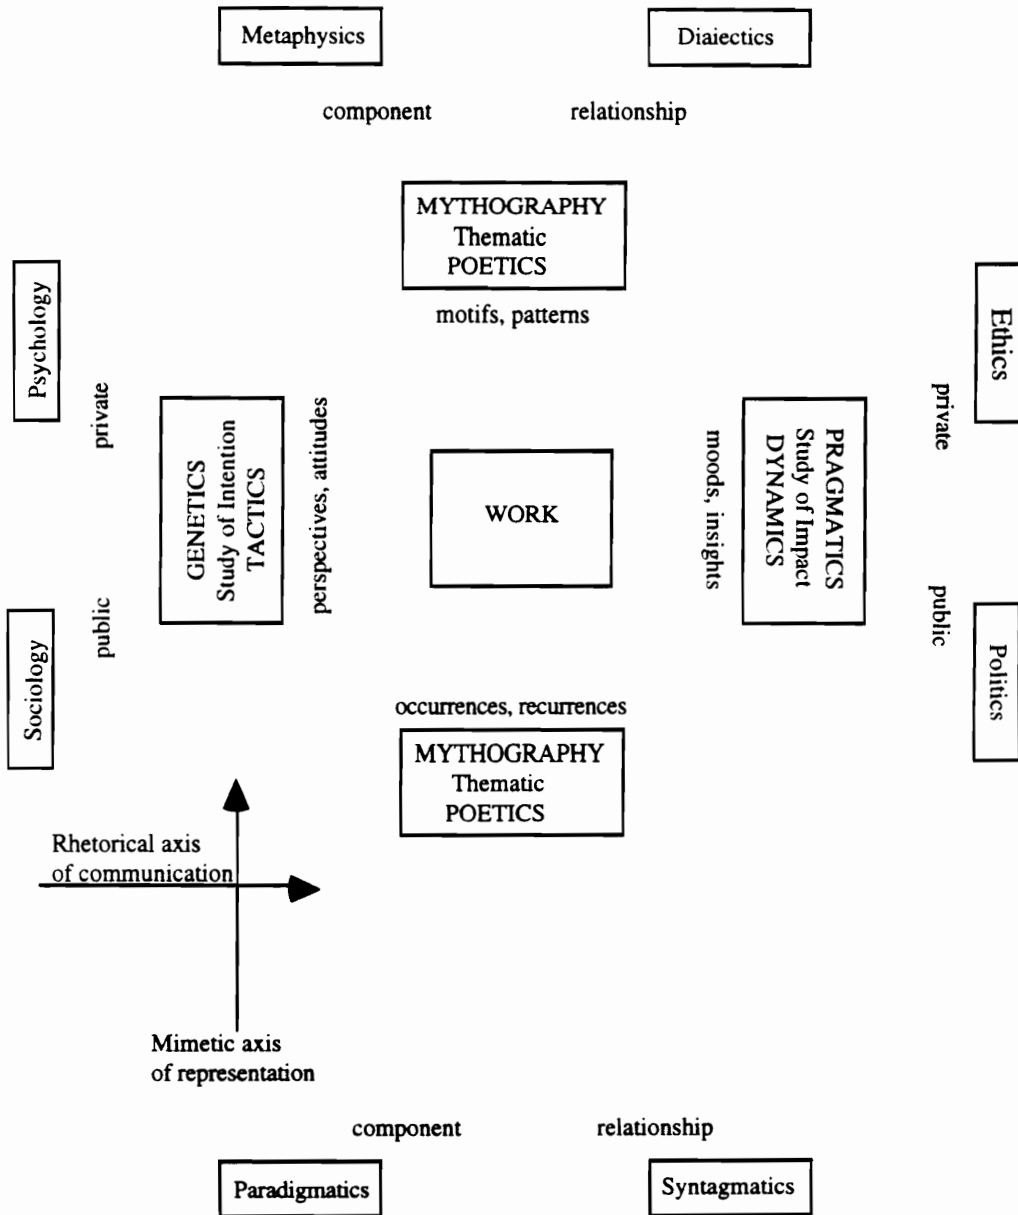 Metaphysics
Diaiectics
component
relationship
MYTHOGRAPHY
Thematic
POETICS
motifs, patterns
Psychology
private
GENETICS
Study of Intention
TACTICS
perspectives, attitudes
public
Sociology
WORK
moods, insights
PRAGMATICS
Study of Impact
DYNAMICS
private
Ethics
public
Politics
occurrences, recurrences
MYTHOGRAPHY
Thematic
POETICS
Rhetorical axis
of communication
Mimetic axis
of representation
component
relationship
Paradigmatics
Syntagmatics